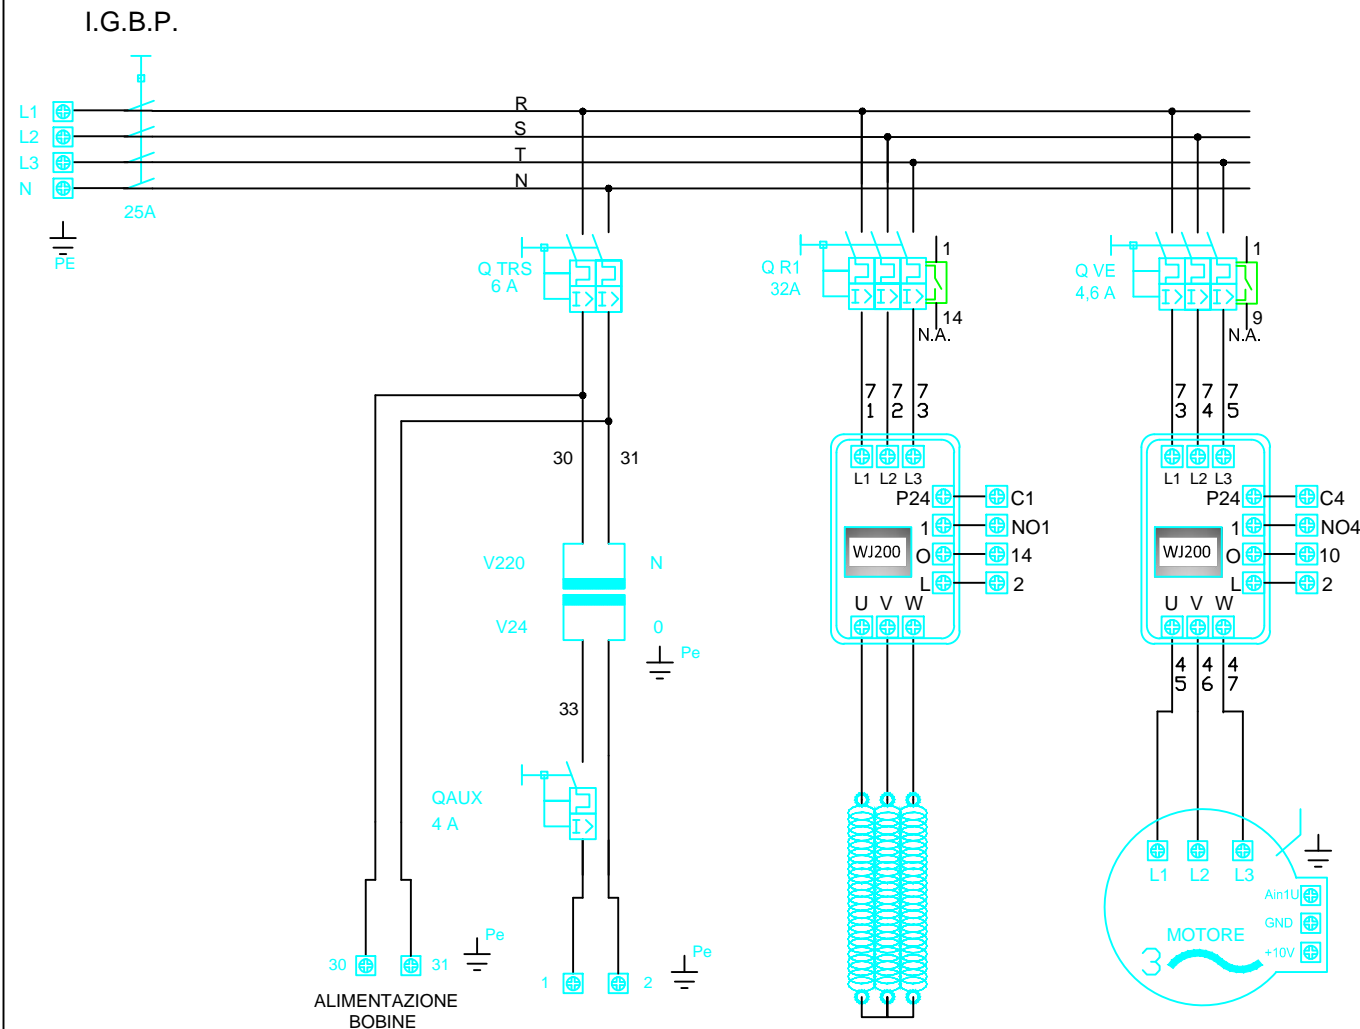 I.G.B.P.
L1
R
L2
S
L3
T
N
N
25A
PE
Q TRS
6 A
I>
I>
Q R1
32A
I>
I>
I>
1
14
N.A.
Q VE
4,6 A
I>
I>
I>
1
9
N.A.
7 7 7
1 2 3
7 7 7
3 4 5
30
31
L1 L2 L3
P24
C1
1
NO1
WJ200
O
14
L
2
U V W
L1 L2 L3
P24
C4
1
NO4
WJ200
O
10
L
2
U V W
4 4 4
5 6 7
V220
N
V24
0
Pe
33
QAUX
4 A
I>
L1
L2
L3
Ain1U
GND
+10V
MOTORE
3
Pe
Pe
30
31
1
2
ALIMENTAZIONE
BOBINE